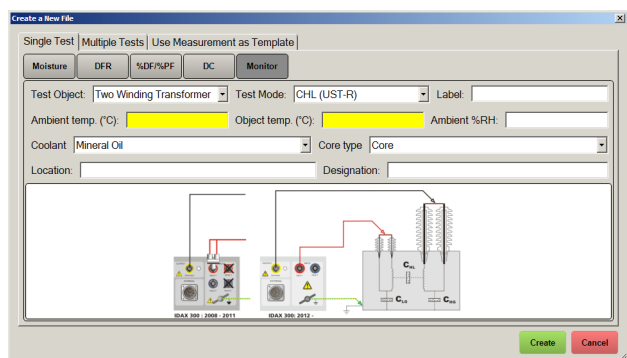 Create a New File
Single Test Multiple Tests Use Measurement as Template
Moisture DFR %DF/%PF DC Monitor
Test Object: Two Winding Transformer Test Mode: CHL (UST-R) Label:
Ambient temp. (°C): Object temp. (°C): Ambient %RH:
Coolant Mineral Oil Core type Core
Location: Designation:
CHL
CLG CHG
IDAX 300 : 2008 - 2011 IDAX 300: 2012 -
Create Cancel